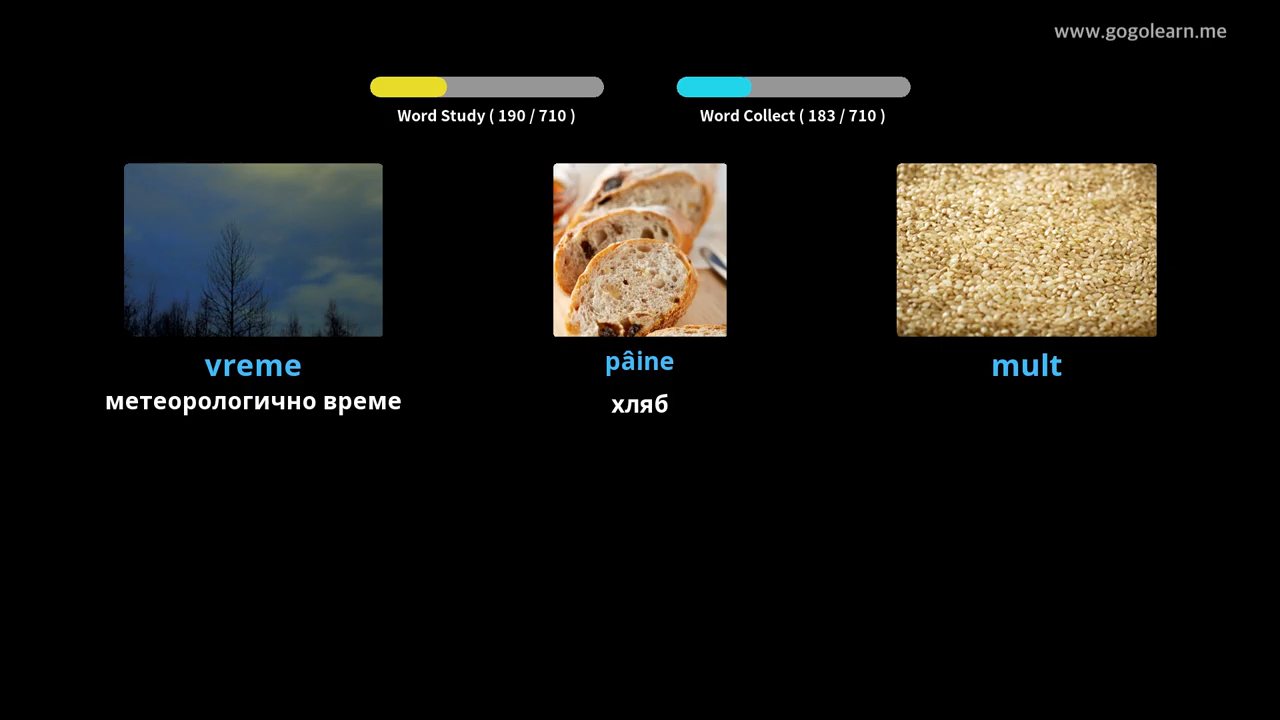 www.gogolearn.me
Word Study ( 190 / 710 )
Word Collect ( 183 / 710 )
vreme
метеорологично време
pâine
хляб
mult